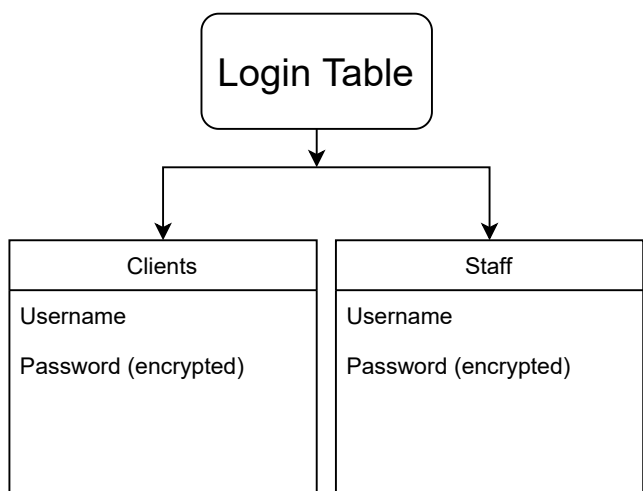 Login Table
Clients
Username
Password (encrypted)
Staff
Username
Password (encrypted)